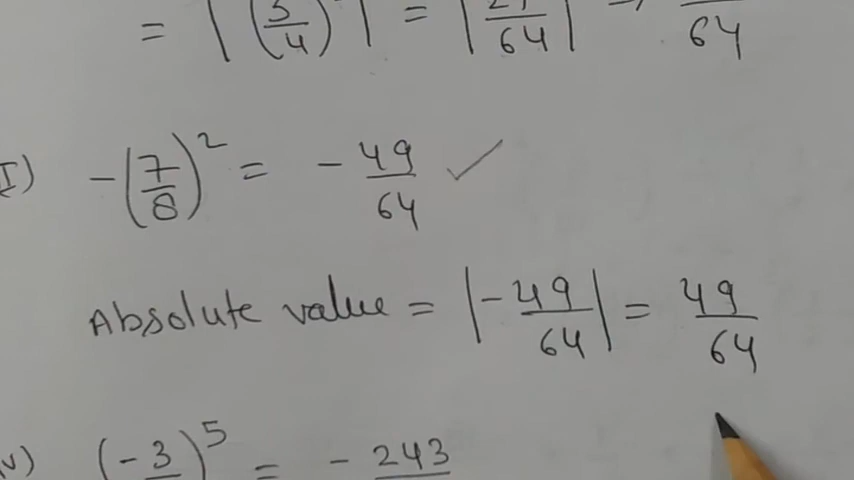 = |(3/4)| = |27/64| → /64
I) -(7/8)² = - 49/64 ✓
Absolute value = |- 49/64| = 49/64
v) (-3/)⁵ = - 243/